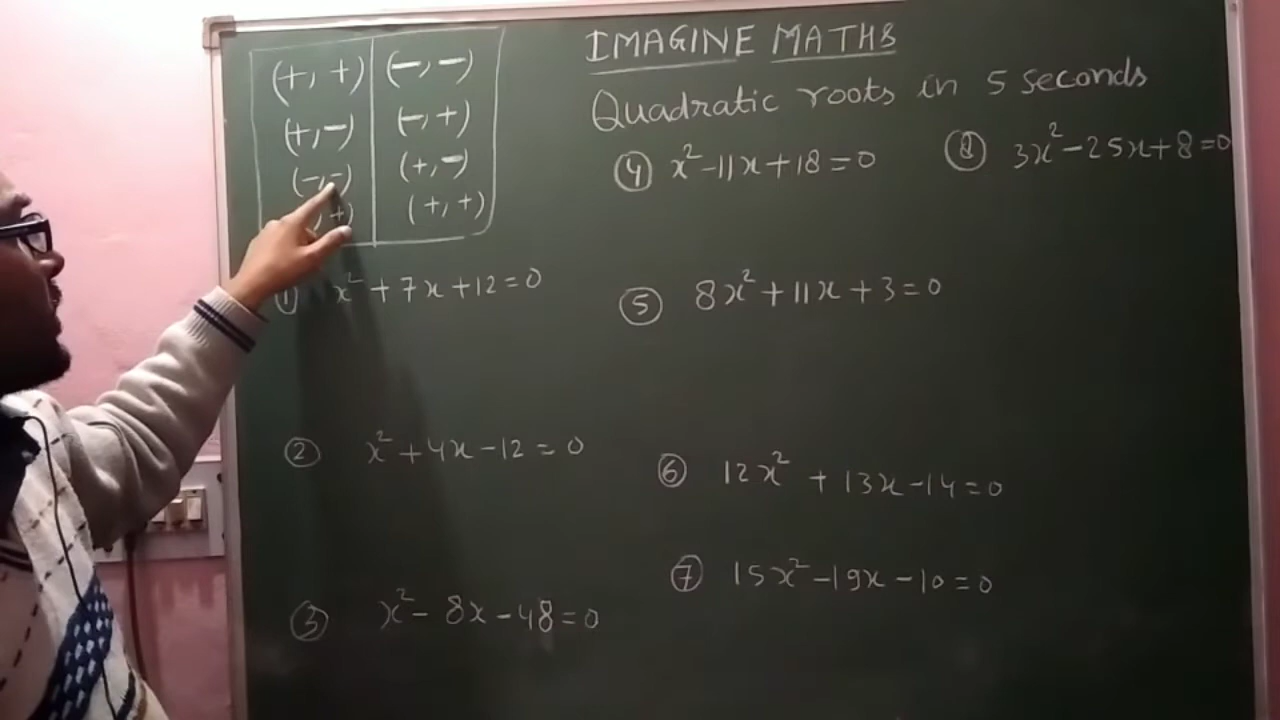 IMAGINE MATHS
Quadratic roots in 5 seconds
(+, +) (−, −)
(+, −) (−, +)
(−, −) (+, −)
, +) (+, +)
① x² + 7x + 12 = 0
② x² + 4x − 12 = 0
③ x² − 8x − 48 = 0
④ x² − 11x + 18 = 0
⑤ 8x² + 11x + 3 = 0
⑥ 12x² + 13x − 14 = 0
⑦ 15x² − 19x − 10 = 0
⑧ 3x² − 25x + 8 = 0